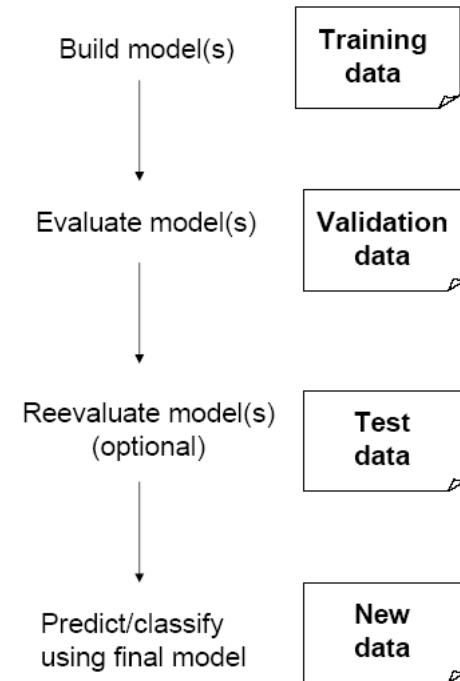 Build model(s)
Training
data
Evaluate model(s)
Validation
data
Reevaluate model(s)
(optional)
Test
data
Predict/classify
using final model
New
data